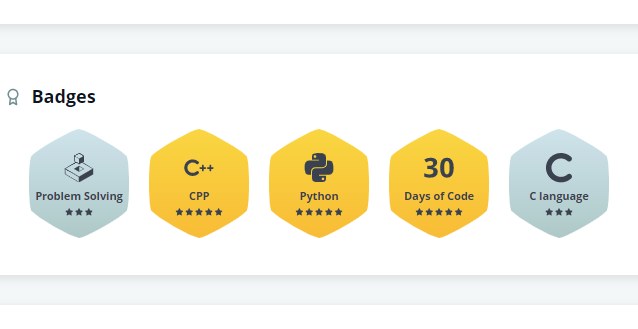 Badges
Problem Solving
C++
CPP
Python
30
Days of Code
C
C language